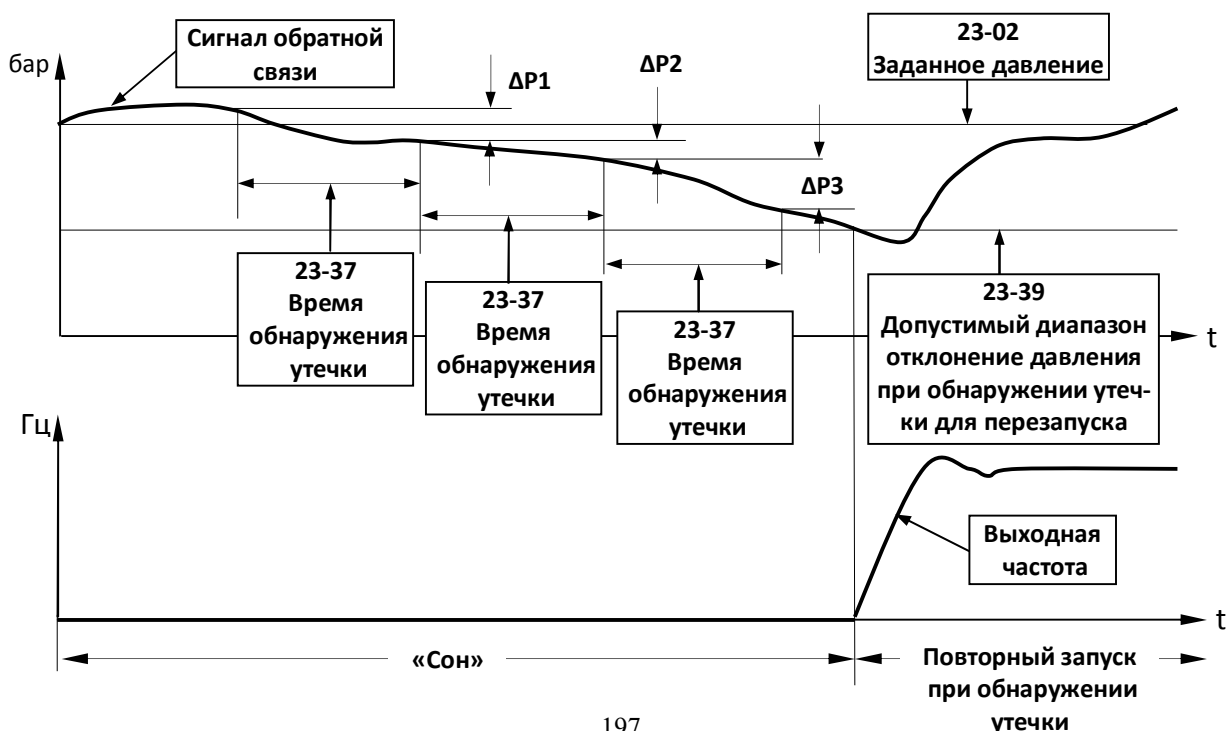 Сигнал обратной
связи
бар
ΔP1
ΔP2
23-02
Заданное давление
ΔP3
23-37
Время
обнаружения
утечки
23-37
Время
обнаружения
утечки
23-37
Время
обнаружения
утечки
23-39
Допустимый диапазон
отклонение давления
при обнаружении утеч-
ки для перезапуска
t
Гц
Выходная
частота
t
«Сон»
Повторный запуск
при обнаружении
утечки
197